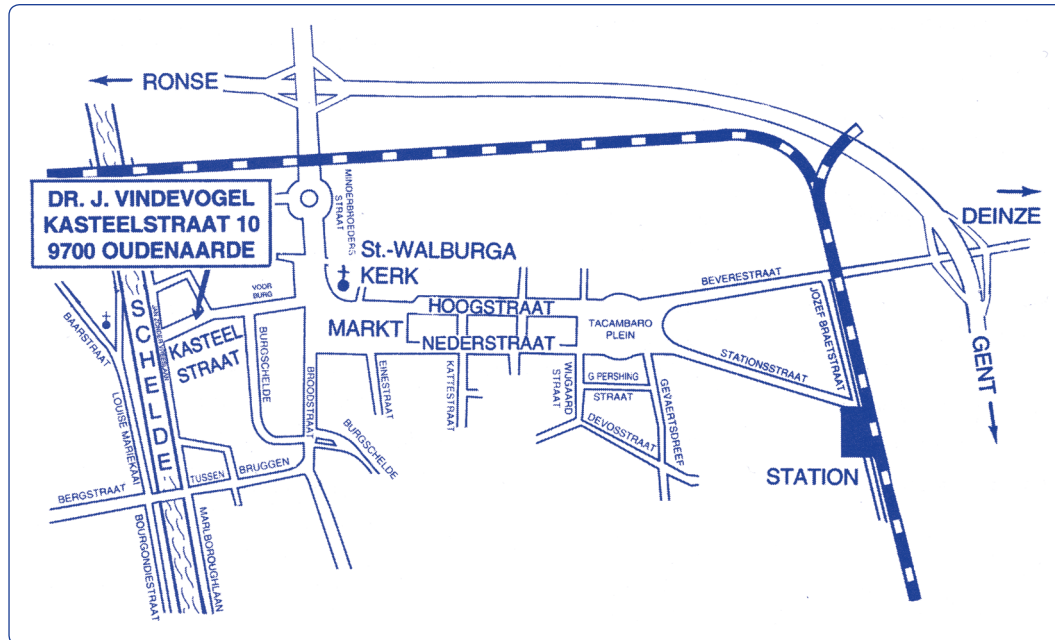 RONSE
DR. J. VINDEVOGEL
KASTEELSTRAAT 10
9700 OUDENAARDE
MINDERBROEDERS
STRAAT
DEINZE
St.-WALBURGA
KERK
BEVERESTRAAT
VOOR
BURG
HOOGSTRAAT
MARKT
NEDERSTRAAT
TACAMBARO
PLEIN
JOZEF BRAETSTRAAT
GENT
SCHELDE
BAARSTRAAT
KASTEEL
STRAAT
BURGSCHELDE
BROODSTRAAT
EINESTRAAT
KATTESTRAAT
WIJGAARD
STRAAT
G PERSHING
STRAAT
STATIONSSTRAAT
GEVAERTSDREEF
DEVOSSTRAAT
LOUISE MARIEKAAI
BURGSCHELDE
STATION
BERGSTRAAT
TUSSEN
BRUGGEN
BOURGONDIESTRAAT
MARLBOROUGHLAAN